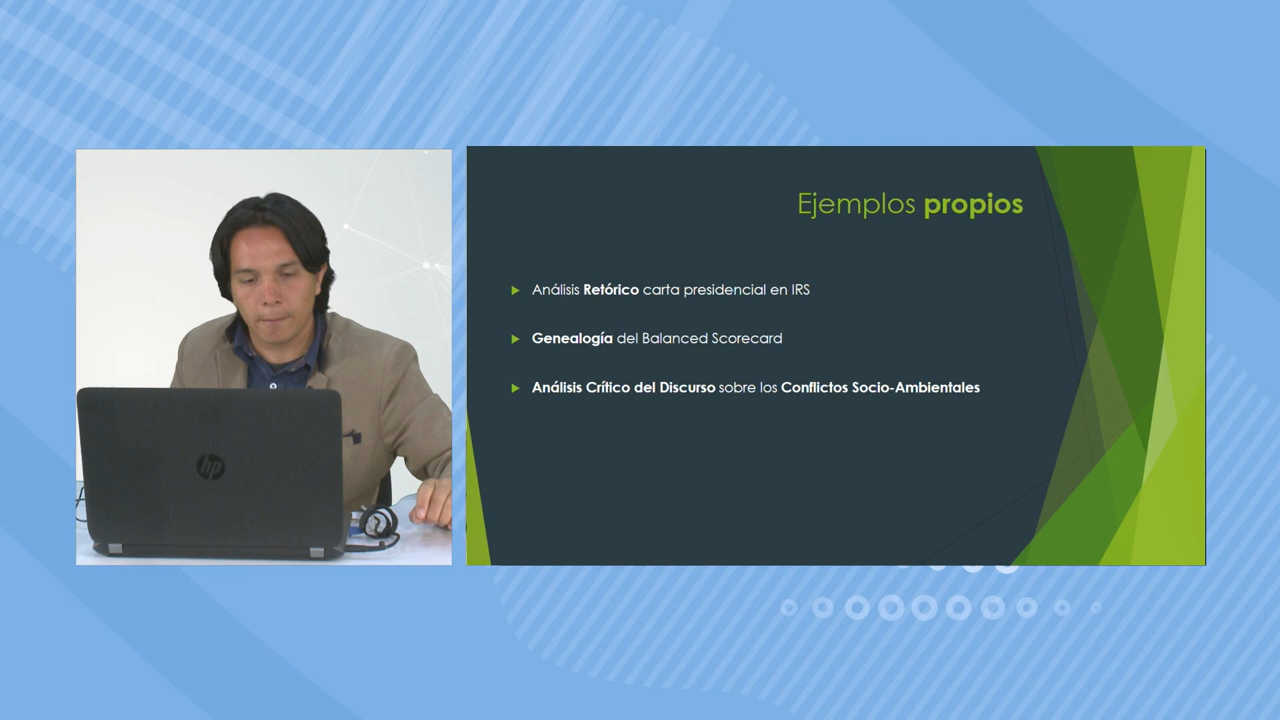 Ejemplos propios
Análisis Retórico carta presidencial en IRS
Genealogía del Balanced Scorecard
Análisis Crítico del Discurso sobre los Conflictos Socio-Ambientales
hp